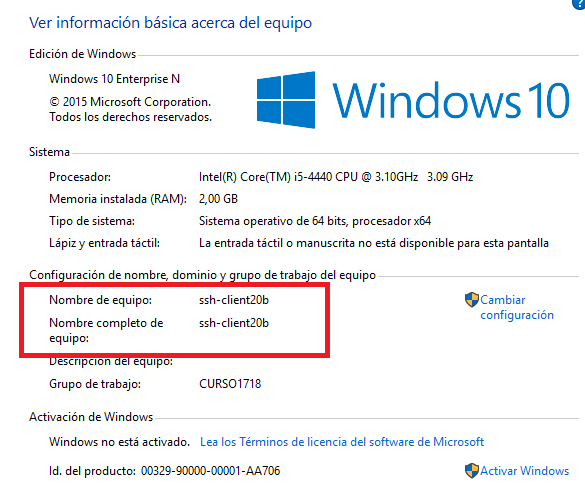 ?
Ver información básica acerca del equipo
Edición de Windows
Windows 10 Enterprise N
© 2015 Microsoft Corporation.
Todos los derechos reservados.
Windows 10
Sistema
Procesador: Intel(R) Core(TM) i5-4440 CPU @ 3.10GHz 3.09 GHz
Memoria instalada (RAM): 2,00 GB
Tipo de sistema: Sistema operativo de 64 bits, procesador x64
Lápiz y entrada táctil: La entrada táctil o manuscrita no está disponible para esta pantalla
Configuración de nombre, dominio y grupo de trabajo del equipo
Nombre de equipo: ssh-client20b Cambiar
configuración
Nombre completo de ssh-client20b
equipo:
Descripción del equipo:
Grupo de trabajo: CURSO1718
Activación de Windows
Windows no está activado. Lea los Términos de licencia del software de Microsoft
Id. del producto: 00329-90000-00001-AA706 Activar Windows